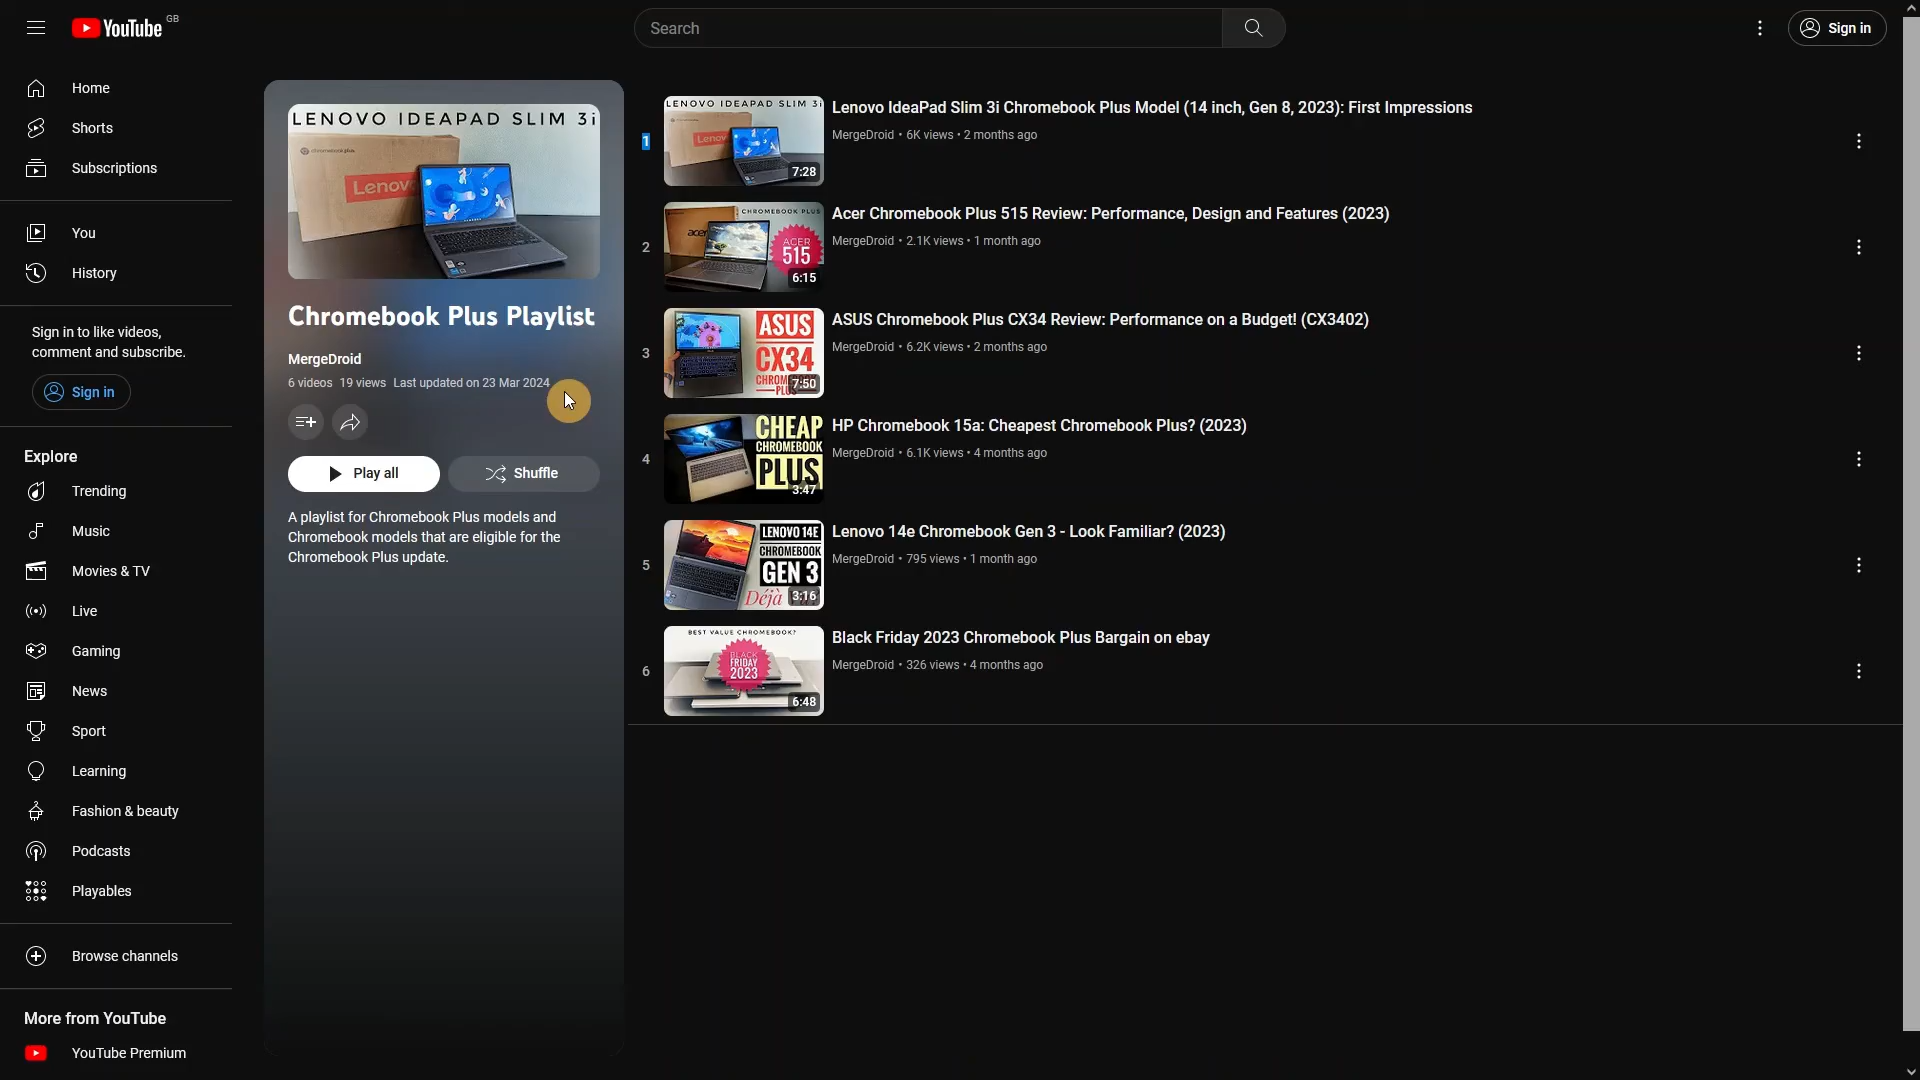 YouTube GB
Search
Sign in
Home
Shorts
Subscriptions
You
History
Sign in to like videos,
comment and subscribe.
Sign in
Explore
Trending
Music
Movies & TV
Live
Gaming
News
Sport
Learning
Fashion & beauty
Podcasts
Playables
Browse channels
More from YouTube
YouTube Premium
LENOVO IDEAPAD SLIM 3i
chromebook plus
Lenovo
Chromebook Plus Playlist
MergeDroid
6 videos 19 views Last updated on 23 Mar 2024
Play all
Shuffle
A playlist for Chromebook Plus models and
Chromebook models that are eligible for the
Chromebook Plus update.
1
LENOVO IDEAPAD SLIM 3i
Lenovo
7:28
Lenovo IdeaPad Slim 3i Chromebook Plus Model (14 inch, Gen 8, 2023): First Impressions
MergeDroid • 6K views • 2 months ago
2
CHROMEBOOK PLUS
acer
ACER
515
6:15
Acer Chromebook Plus 515 Review: Performance, Design and Features (2023)
MergeDroid • 2.1K views • 1 month ago
3
ASUS
CX34
7:50
ASUS Chromebook Plus CX34 Review: Performance on a Budget! (CX3402)
MergeDroid • 6.2K views • 2 months ago
4
CHEAP
CHROMEBOOK
PLUS
3:47
HP Chromebook 15a: Cheapest Chromebook Plus? (2023)
MergeDroid • 6.1K views • 4 months ago
5
LENOVO 14E
CHROMEBOOK
GEN 3
Déjà
3:16
Lenovo 14e Chromebook Gen 3 - Look Familiar? (2023)
MergeDroid • 795 views • 1 month ago
6
BEST VALUE CHROMEBOOK?
BLACK
FRIDAY
2023
6:48
Black Friday 2023 Chromebook Plus Bargain on ebay
MergeDroid • 326 views • 4 months ago